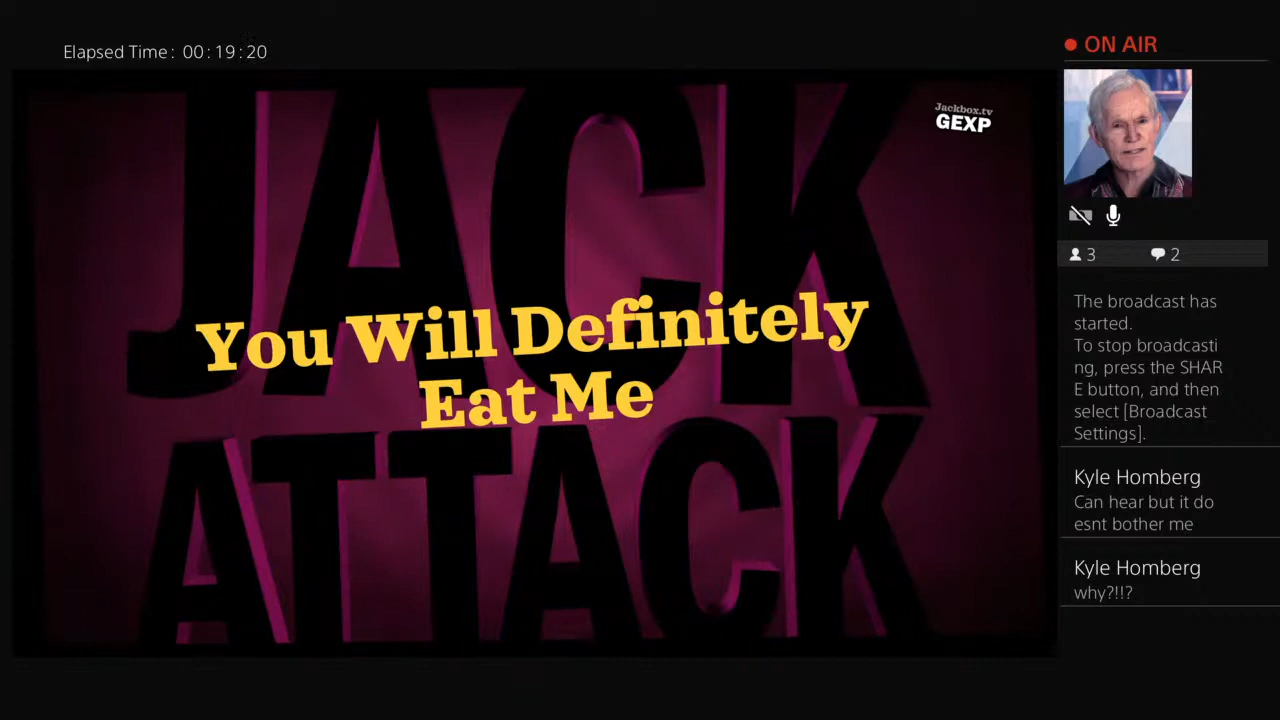 Elapsed Time: 00:19:20
ON AIR
JACK
ATTACK
Jackbox.tv
GEXP
You Will Definitely
Eat Me
3
2
The broadcast has
started.
To stop broadcasti
ng, press the SHAR
E button, and then
select [Broadcast
Settings].
Kyle Homberg
Can hear but it do
esnt bother me
Kyle Homberg
why?!!?